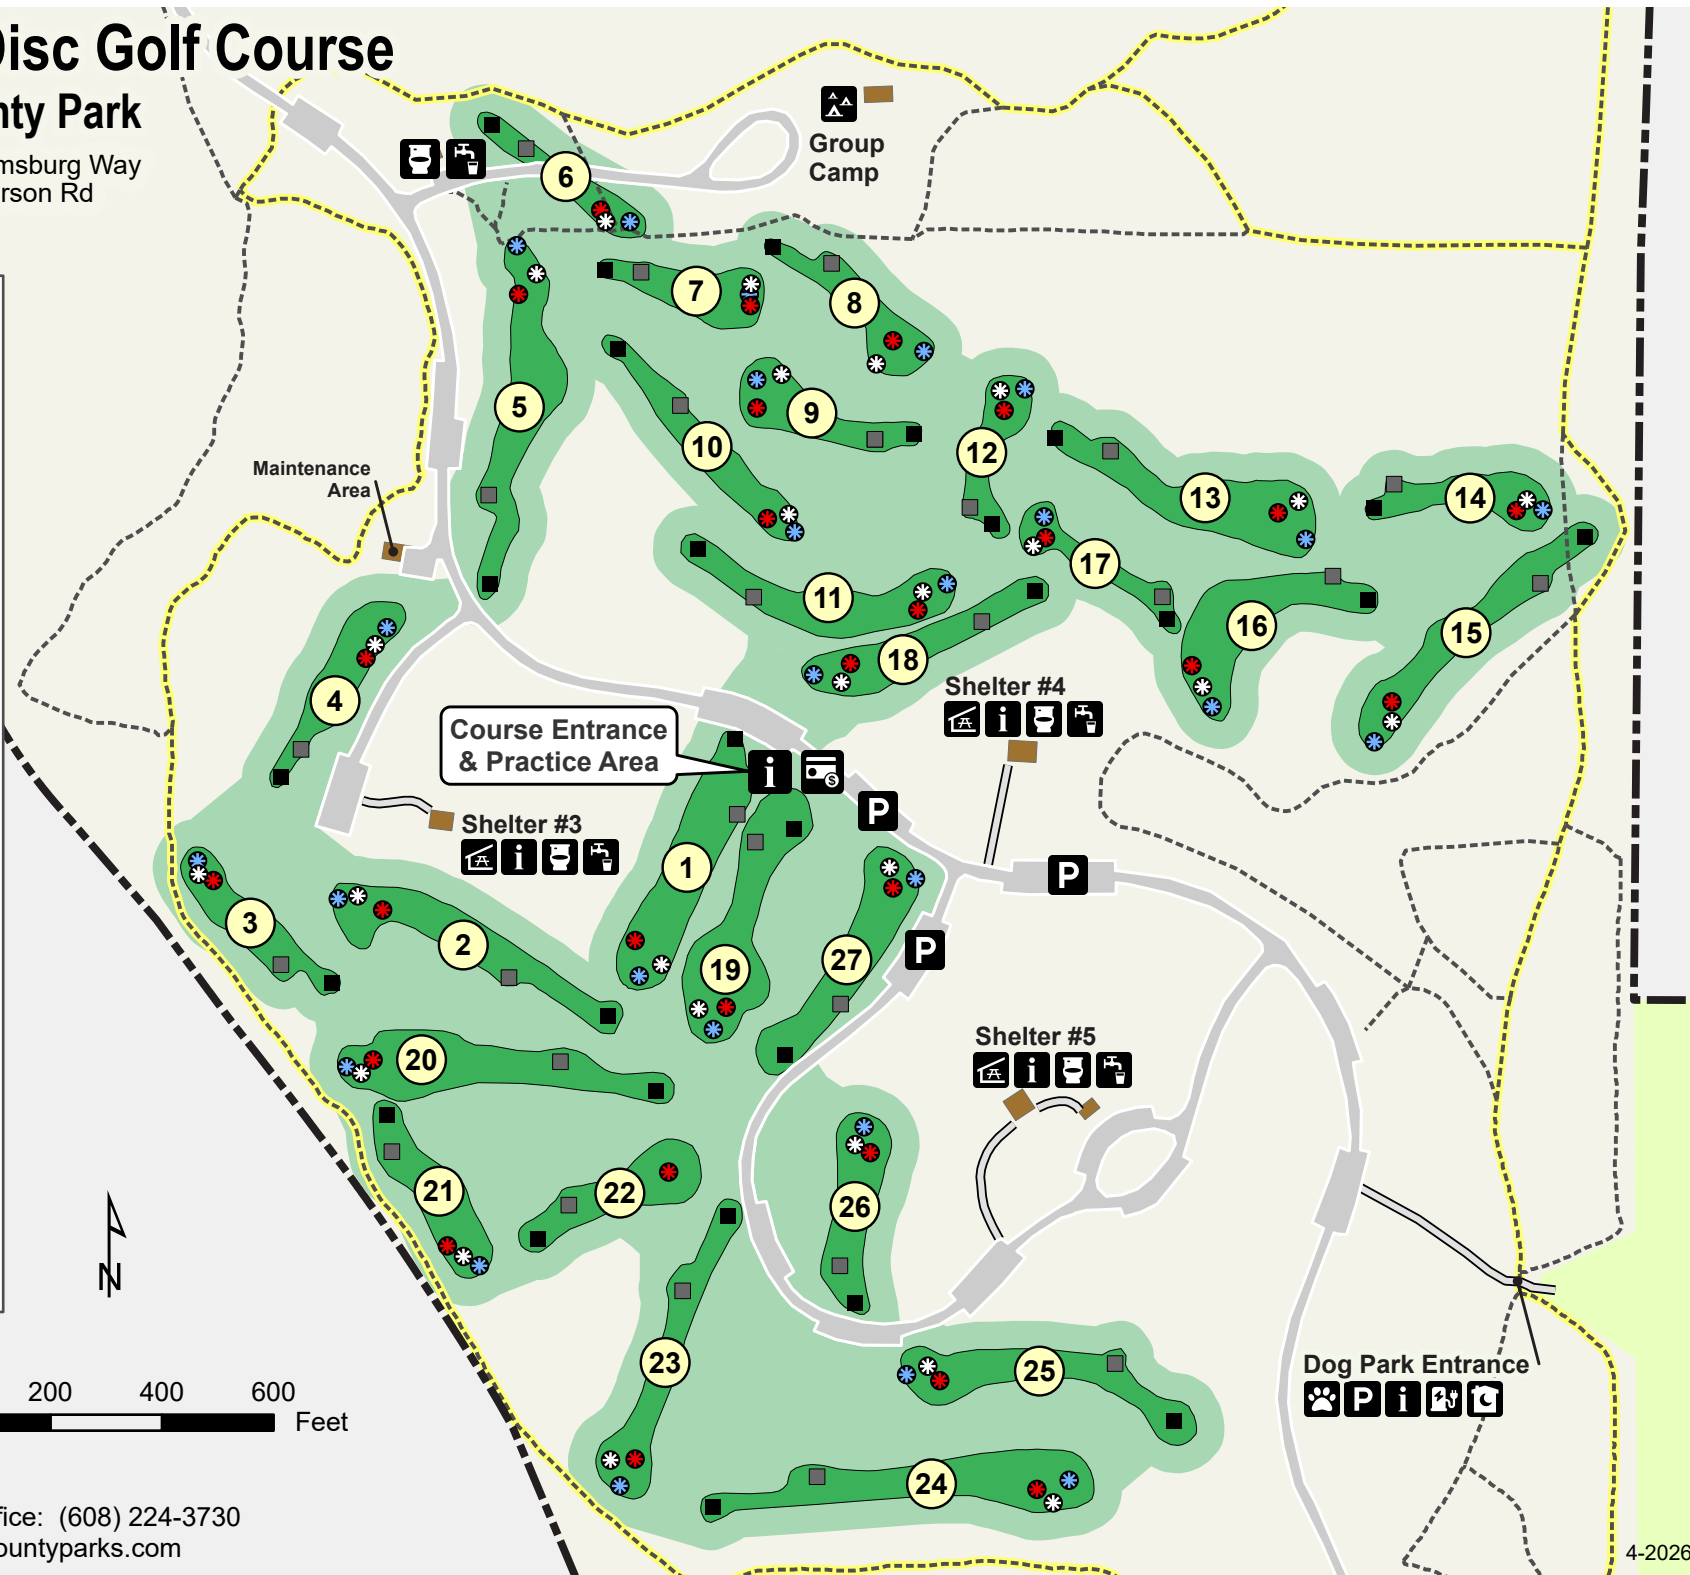 Disc Golf Course
nty Park
msburg Way
rson Rd
Group
Camp
6
7
8
5
9
10
12
13
14
Maintenance
Area
17
11
16
15
18
4
Shelter #4
i
Course Entrance
& Practice Area
i
$
P
Shelter #3
i
1
P
3
2
19
27
P
Shelter #5
i
20
21
22
26
N
23
25
Dog Park Entrance
P i
200 400 600
Feet
24
fice: (608) 224-3730
ountyparks.com
4-2026